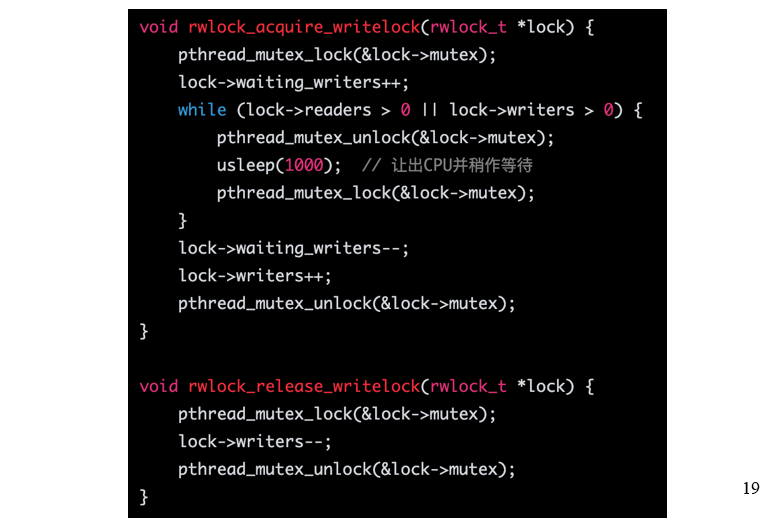 void rwlock_acquire_writelock(rwlock_t *lock) {
    pthread_mutex_lock(&lock->mutex);
    lock->waiting_writers++;
    while (lock->readers > 0 || lock->writers > 0) {
        pthread_mutex_unlock(&lock->mutex);
        usleep(1000);  // 让出CPU并稍作等待
        pthread_mutex_lock(&lock->mutex);
    }
    lock->waiting_writers--;
    lock->writers++;
    pthread_mutex_unlock(&lock->mutex);
}

void rwlock_release_writelock(rwlock_t *lock) {
    pthread_mutex_lock(&lock->mutex);
    lock->writers--;
    pthread_mutex_unlock(&lock->mutex);
}
19